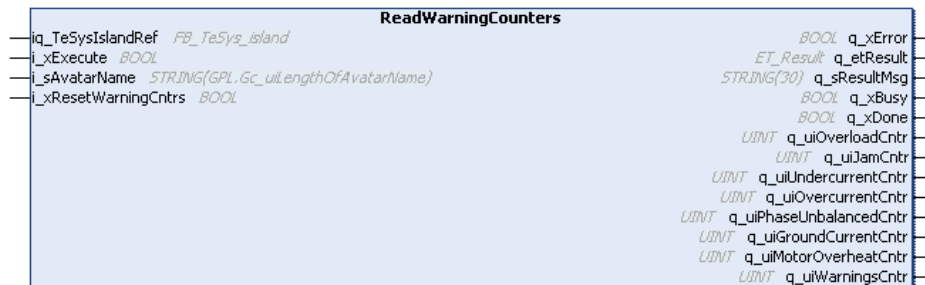 ReadWarningCounters
iq_TeSysIslandRef FB_TeSys_island
i_xExecute BOOL
i_sAvatarName STRING(GPL.Gc_uiLengthOfAvatarName)
i_xResetWarningCntrs BOOL
BOOL q_xError
ET_Result q_etResult
STRING(30) q_sResultMsg
BOOL q_xBusy
BOOL q_xDone
UINT q_uiOverloadCntr
UINT q_uiJamCntr
UINT q_uiUndercurrentCntr
UINT q_uiOvercurrentCntr
UINT q_uiPhaseUnbalancedCntr
UINT q_uiGroundCurrentCntr
UINT q_uiMotorOverheatCntr
UINT q_uiWarningsCntr